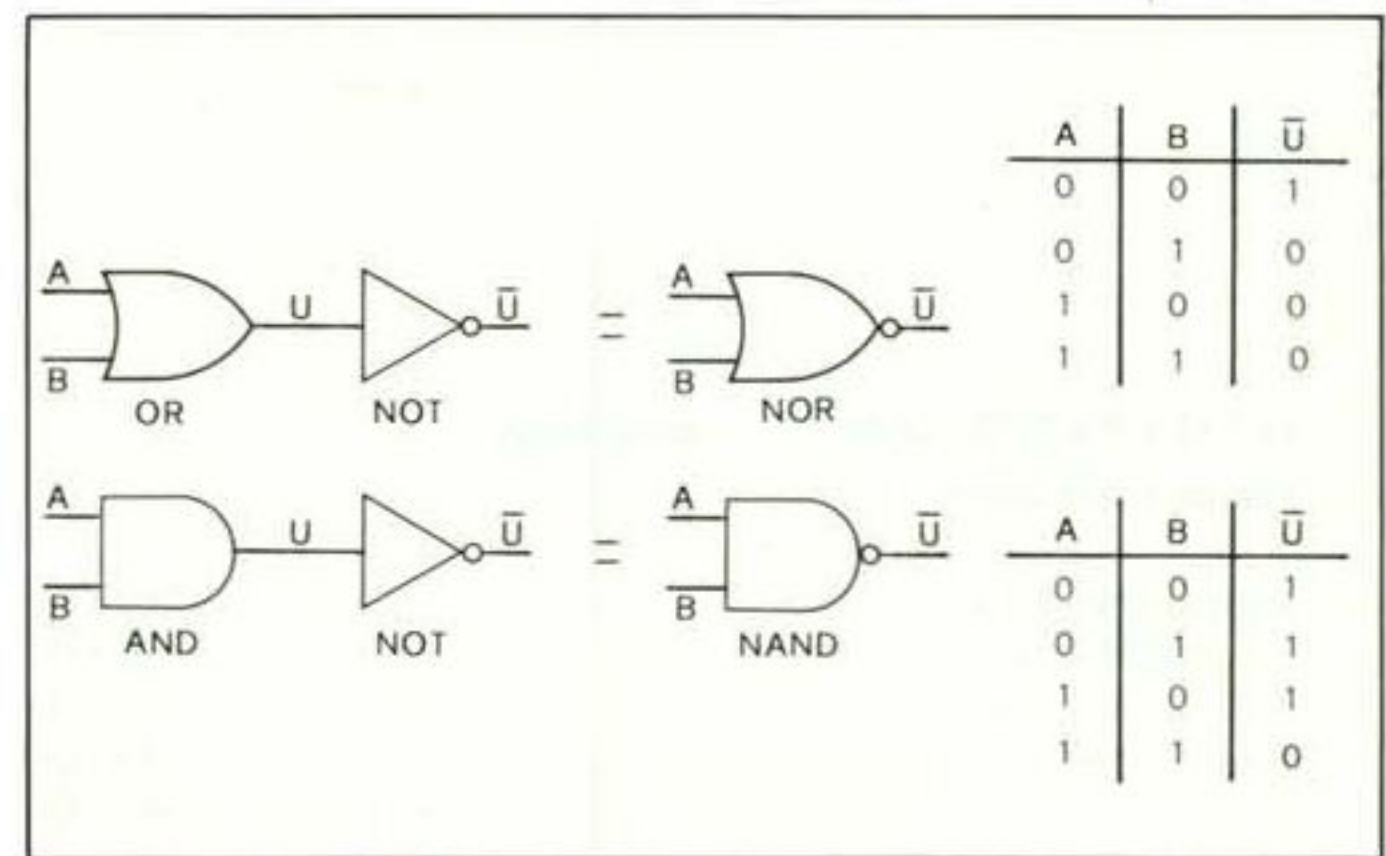 A B U̅
0 0 1
0 1 0
1 0 0
1 1 0
A U U̅ = A U̅
B B
OR NOT NOR
A U U̅ = A U̅
B B
AND NOT NAND
A B U̅
0 0 1
0 1 1
1 0 1
1 1 0